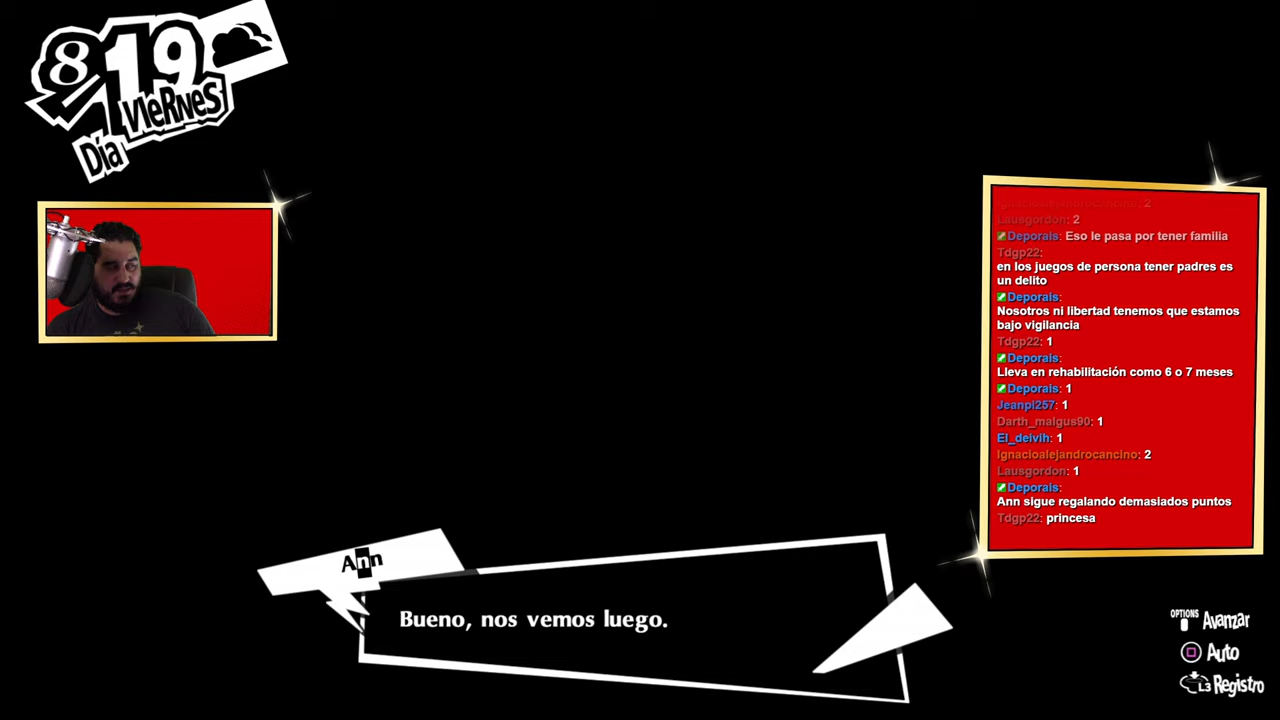 8/19
Viernes
Día
Ignacioalejandrocancino: 2
Lausgordon: 2
Deporais: Eso le pasa por tener familia
Tdgp22:
en los juegos de persona tener padres es
un delito
Deporais:
Nosotros ni libertad tenemos que estamos
bajo vigilancia
Tdgp22: 1
Deporais:
Lleva en rehabilitación como 6 o 7 meses
Deporais: 1
Jeanpi257: 1
Darth_malgus90: 1
El_deivih: 1
Ignacioalejandrocancino: 2
Lausgordon: 1
Deporais:
Ann sigue regalando demasiados puntos
Tdgp22: princesa
Ann
Bueno, nos vemos luego.
OPTIONS Avanzar
Auto
L3 Registro